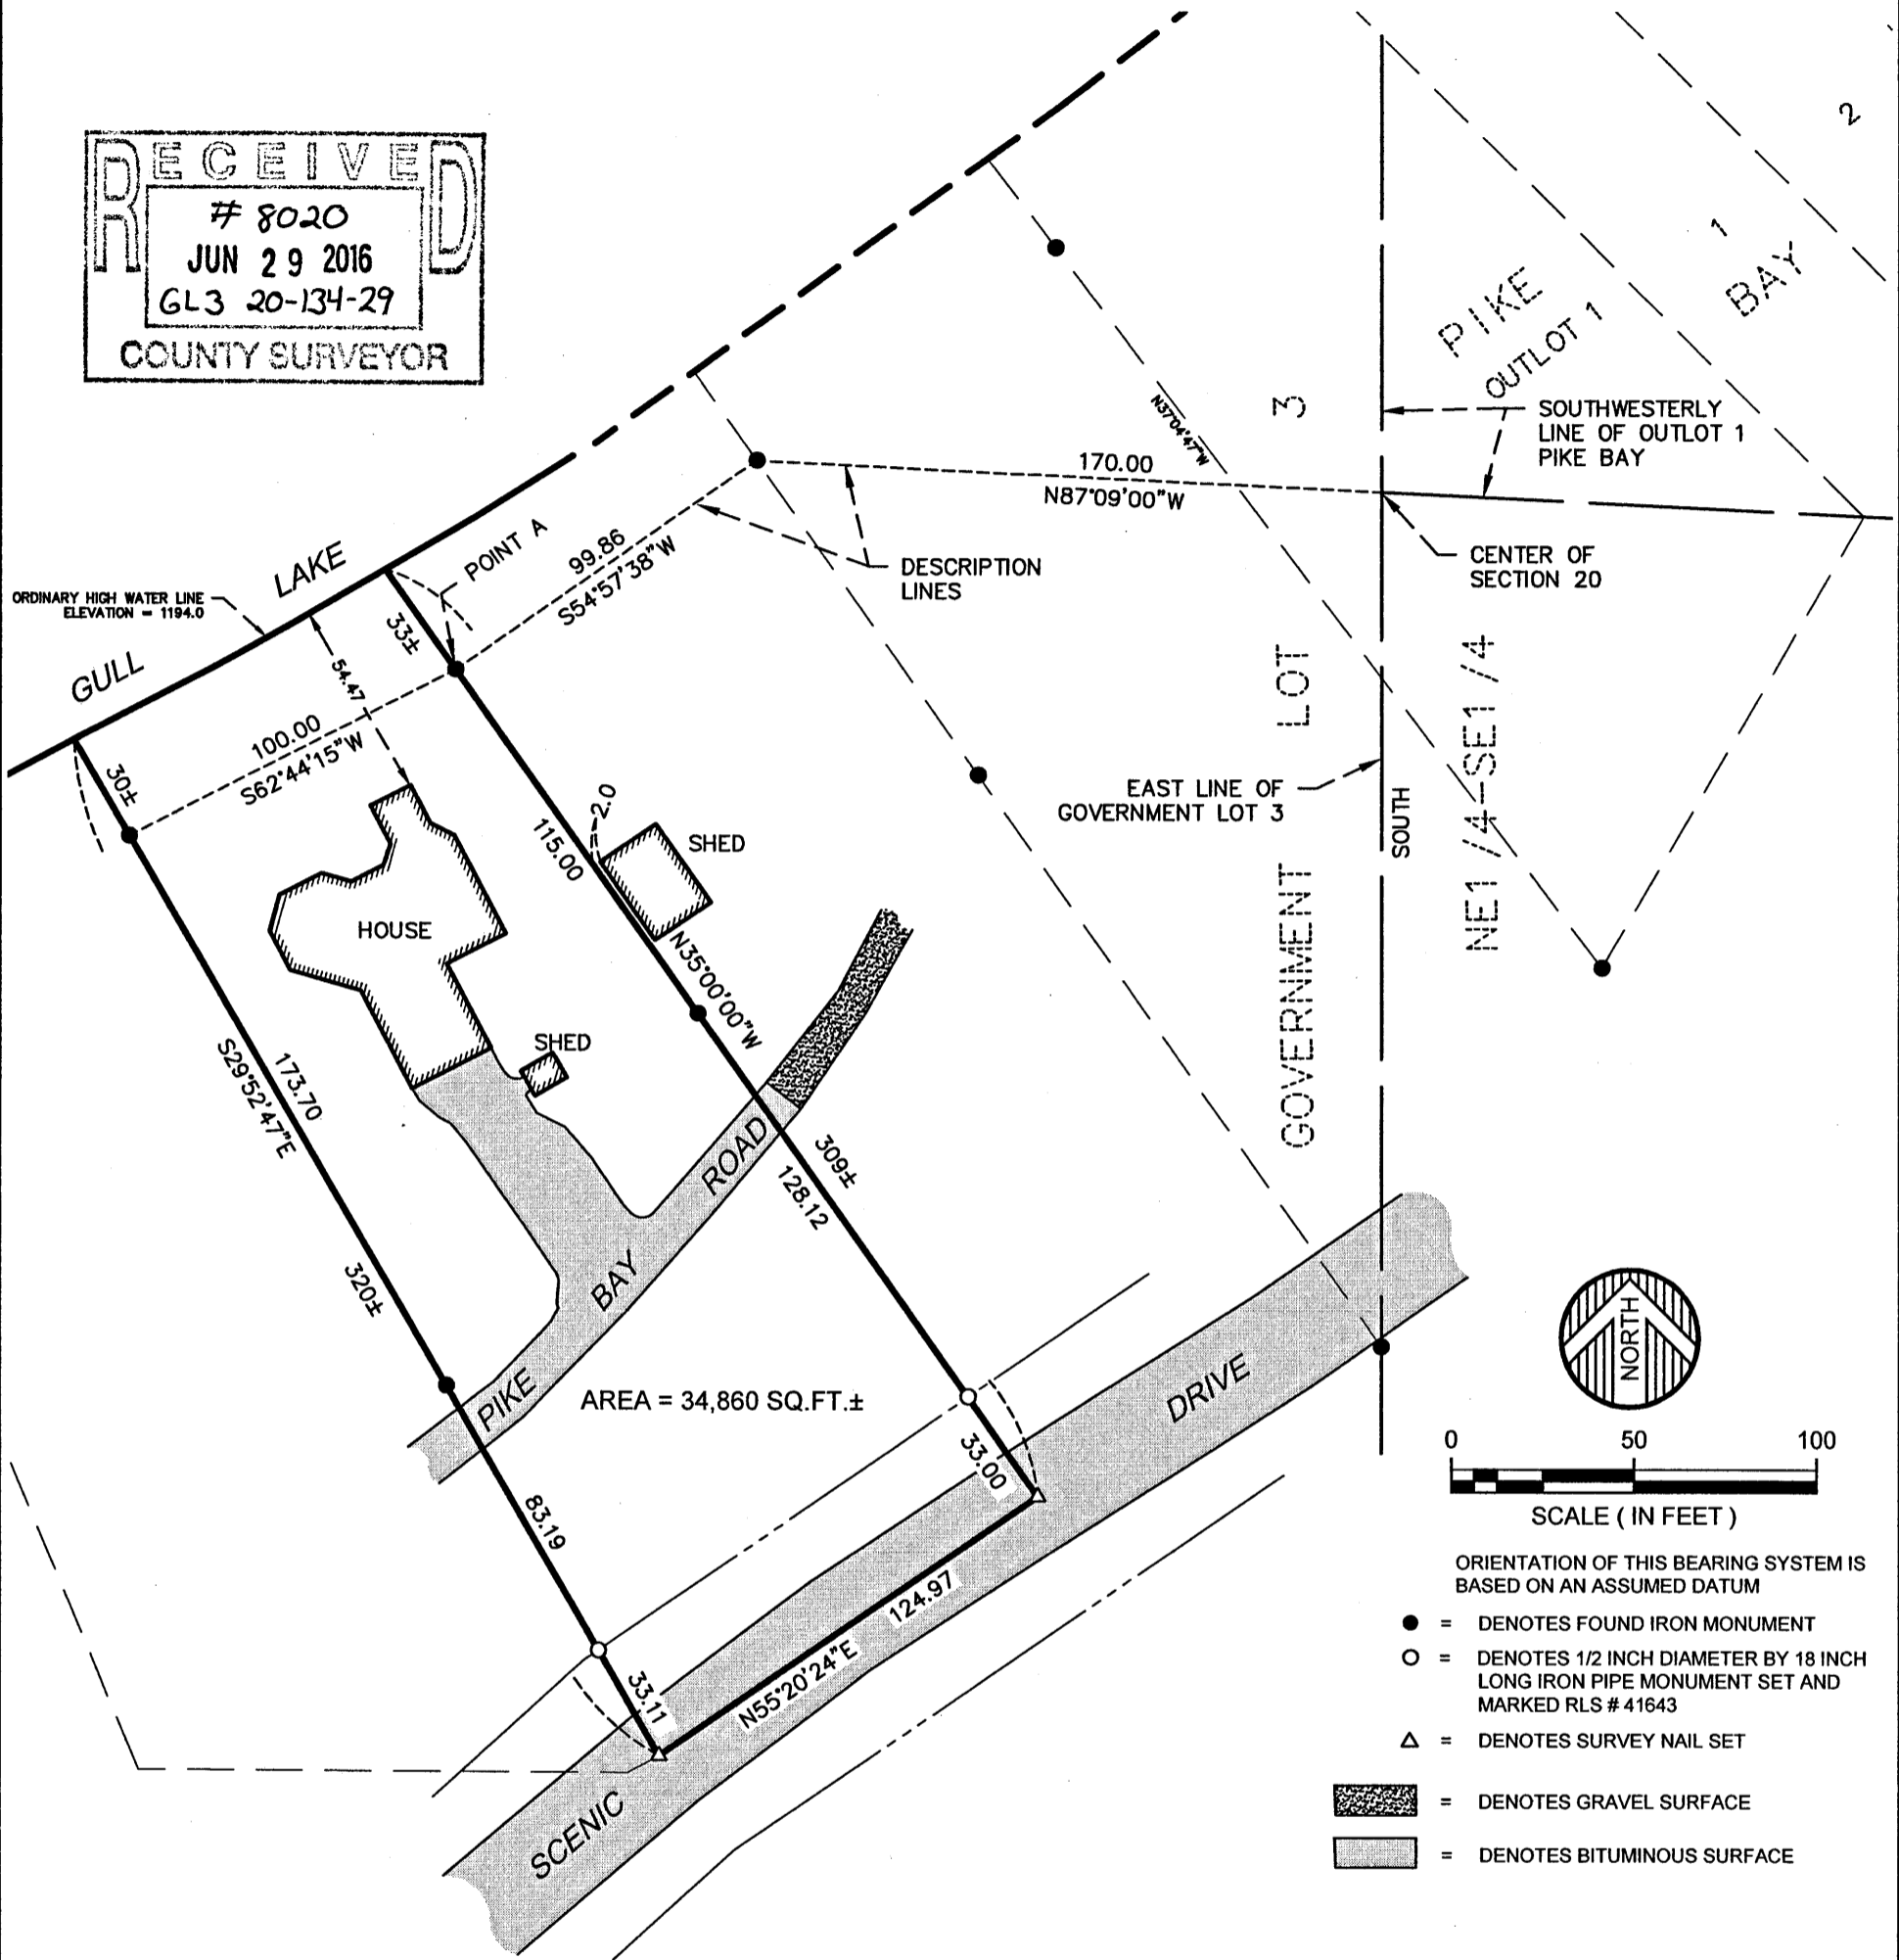 RECEIVED
# 8020
JUN 29 2016
GL3 20-134-29
COUNTY SURVEYOR
2
1
PIKE BAY
OUTLOT 1
SOUTHWESTERLY
LINE OF OUTLOT 1
PIKE BAY
3
N37°04'47"W
170.00
N87°09'00"W
CENTER OF
SECTION 20
DESCRIPTION
LINES
POINT A
99.86
S54°57'38"W
GULL LAKE
ORDINARY HIGH WATER LINE
ELEVATION = 1194.0
33±
54.47
100.00
S62°44'15"W
30±
2.0
SHED
115.00
HOUSE
N35°00'00"W
SHED
173.70
S29°52'47"E
320±
309±
128.12
GOVERNMENT LOT
EAST LINE OF
GOVERNMENT LOT 3
SOUTH
NE1/4-SE1/4
PIKE BAY ROAD
AREA = 34,860 SQ.FT.±
83.19
33.00
33.11
124.97
N55°20'24"E
SCENIC DRIVE
NORTH
0 50 100
SCALE ( IN FEET )
ORIENTATION OF THIS BEARING SYSTEM IS
BASED ON AN ASSUMED DATUM
= DENOTES FOUND IRON MONUMENT
= DENOTES 1/2 INCH DIAMETER BY 18 INCH
LONG IRON PIPE MONUMENT SET AND
MARKED RLS # 41643
= DENOTES SURVEY NAIL SET
= DENOTES GRAVEL SURFACE
= DENOTES BITUMINOUS SURFACE